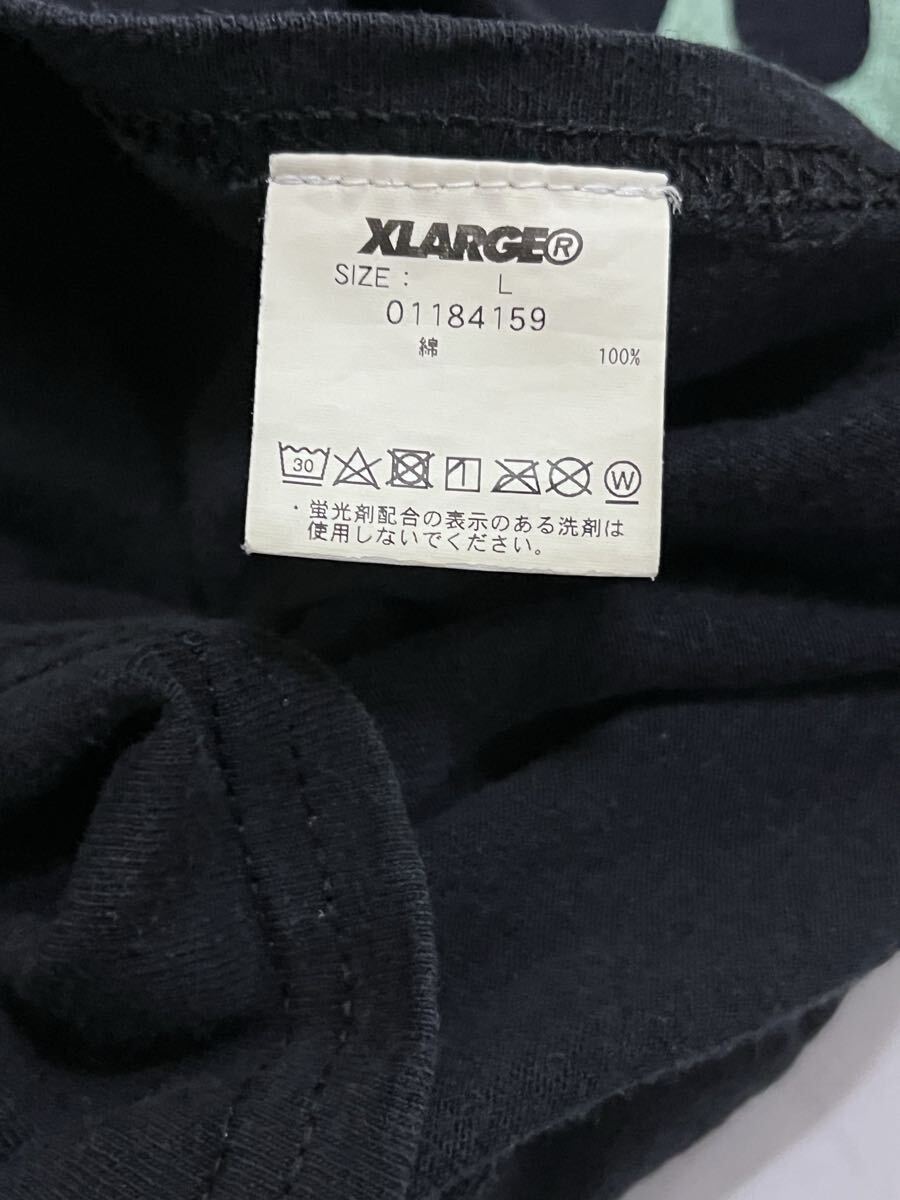 XLARGE®
SIZE : L
01184159
綿 100%
30 W
・蛍光剤配合の表示のある洗剤は
使用しないでください。